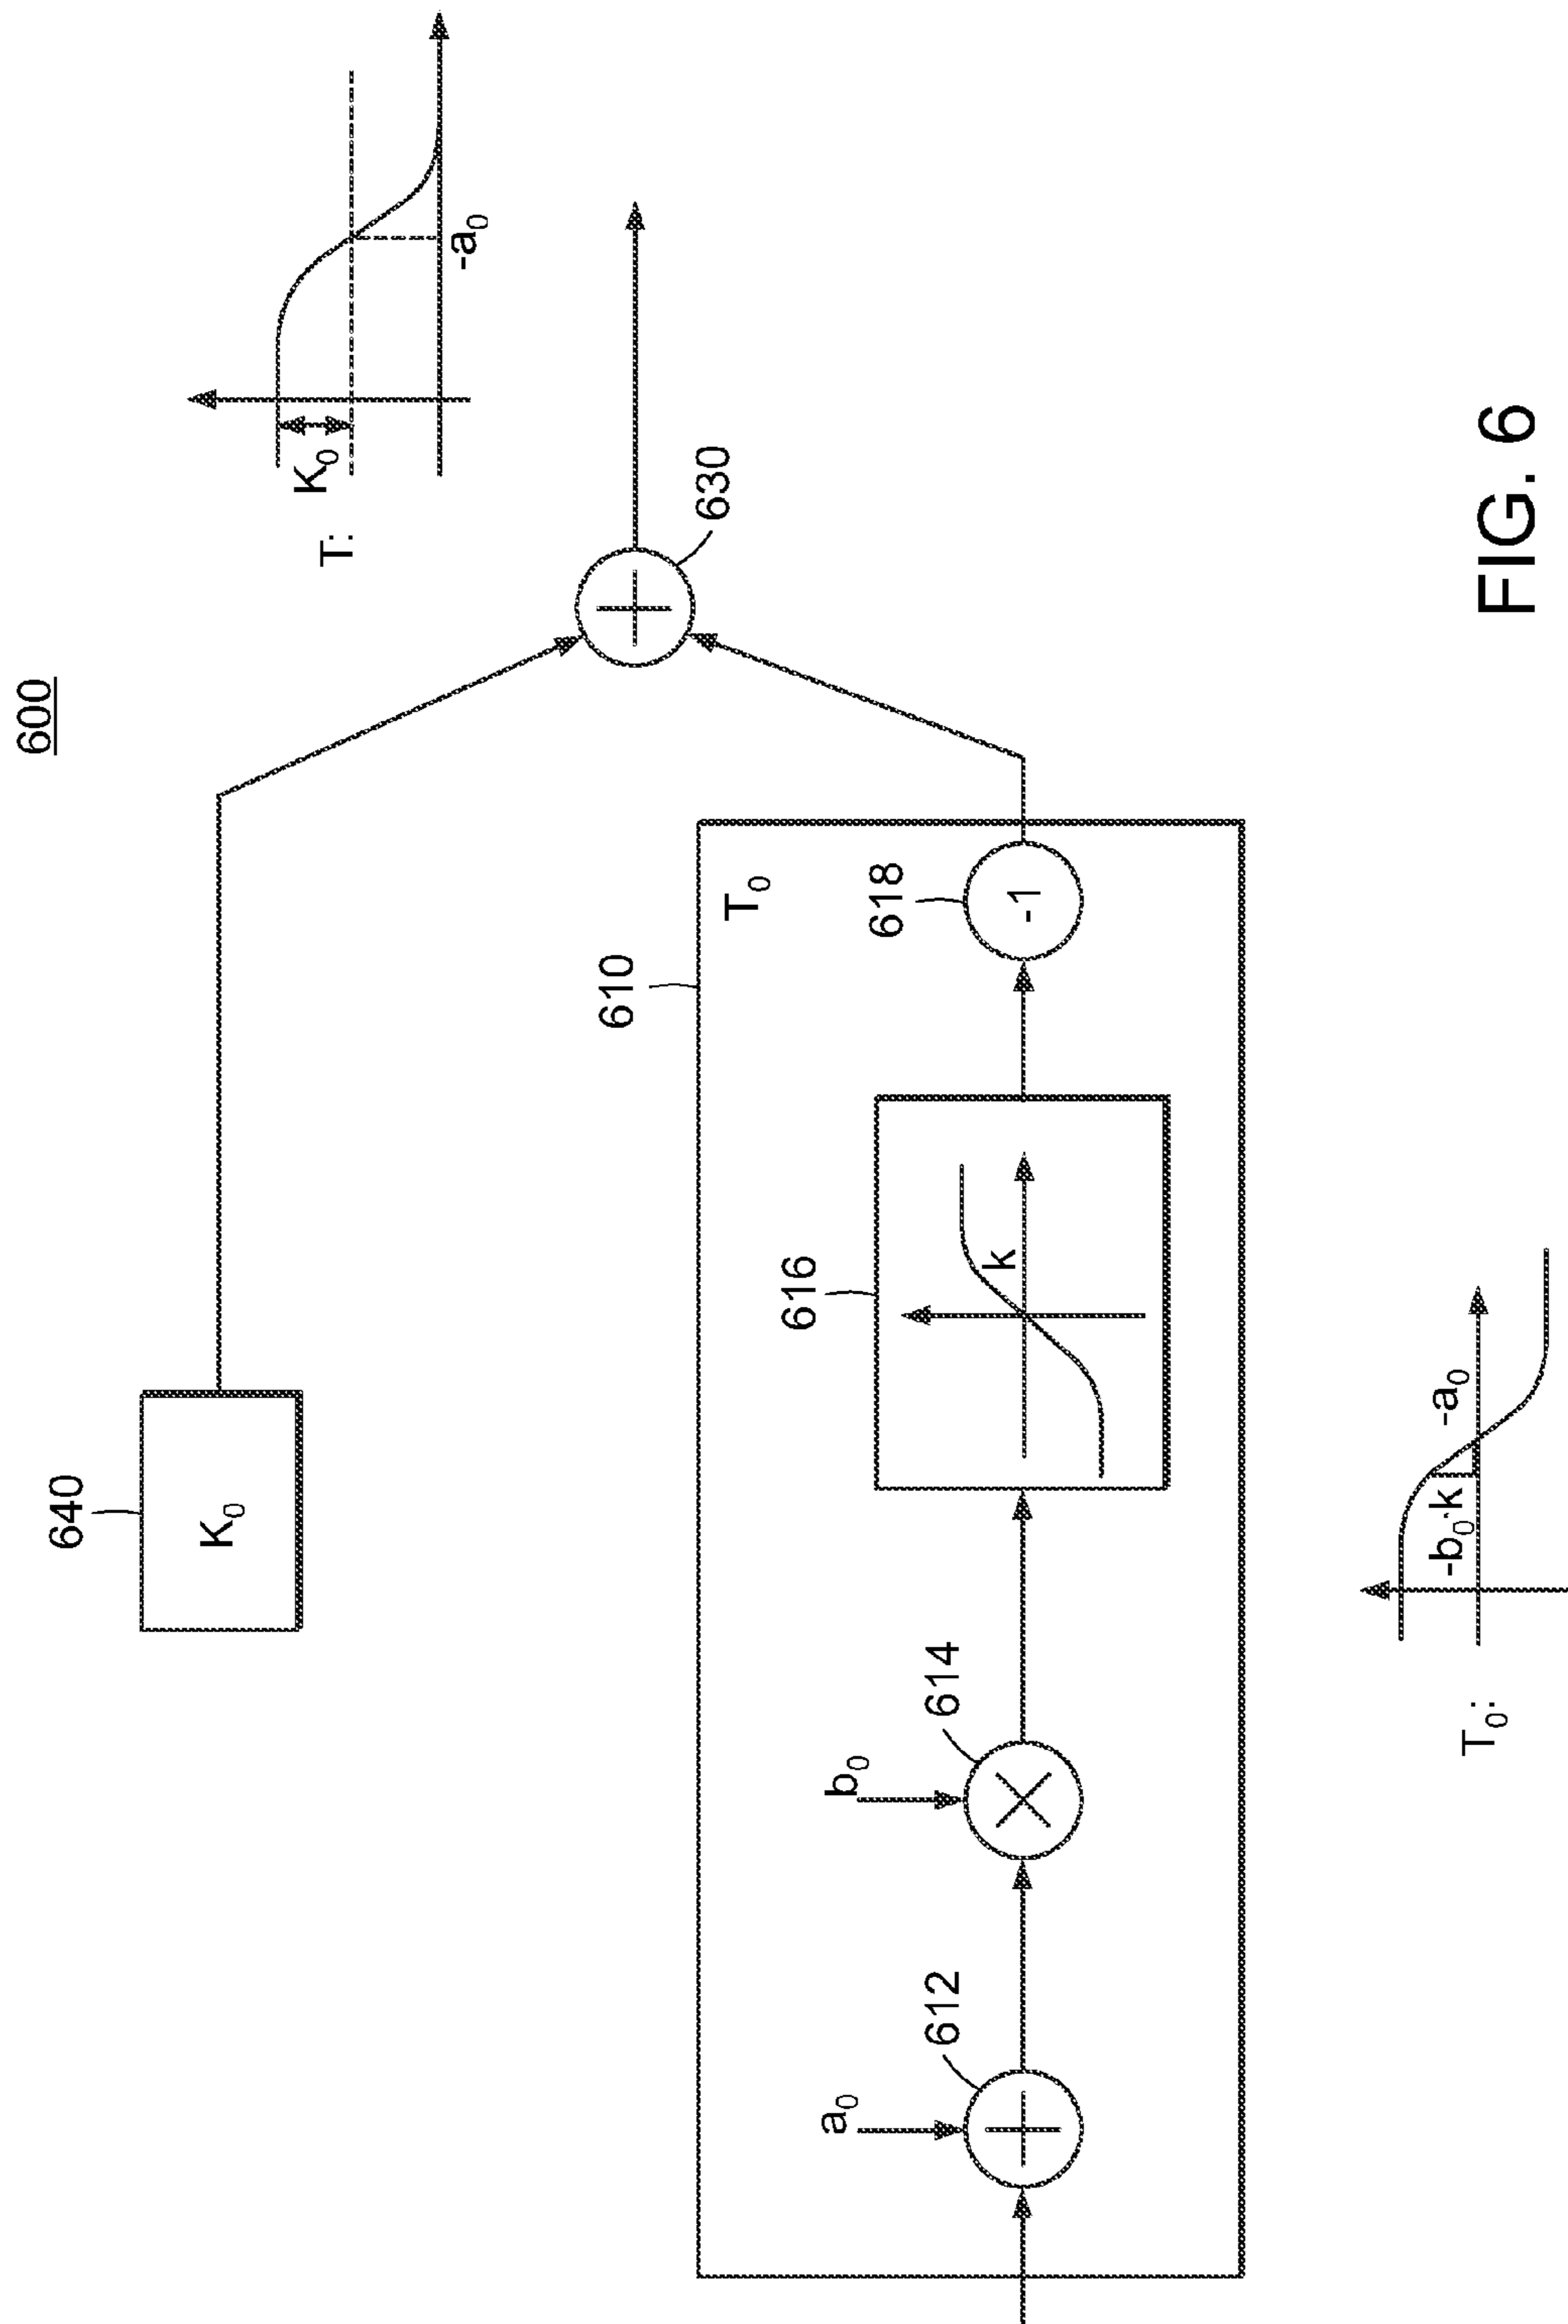 600
640
K₀
T:
K₀
-a₀
630
610
T₀
a₀
612
b₀
614
616
k
618
-1
T₀:
-b₀·k
-a₀
FIG. 6